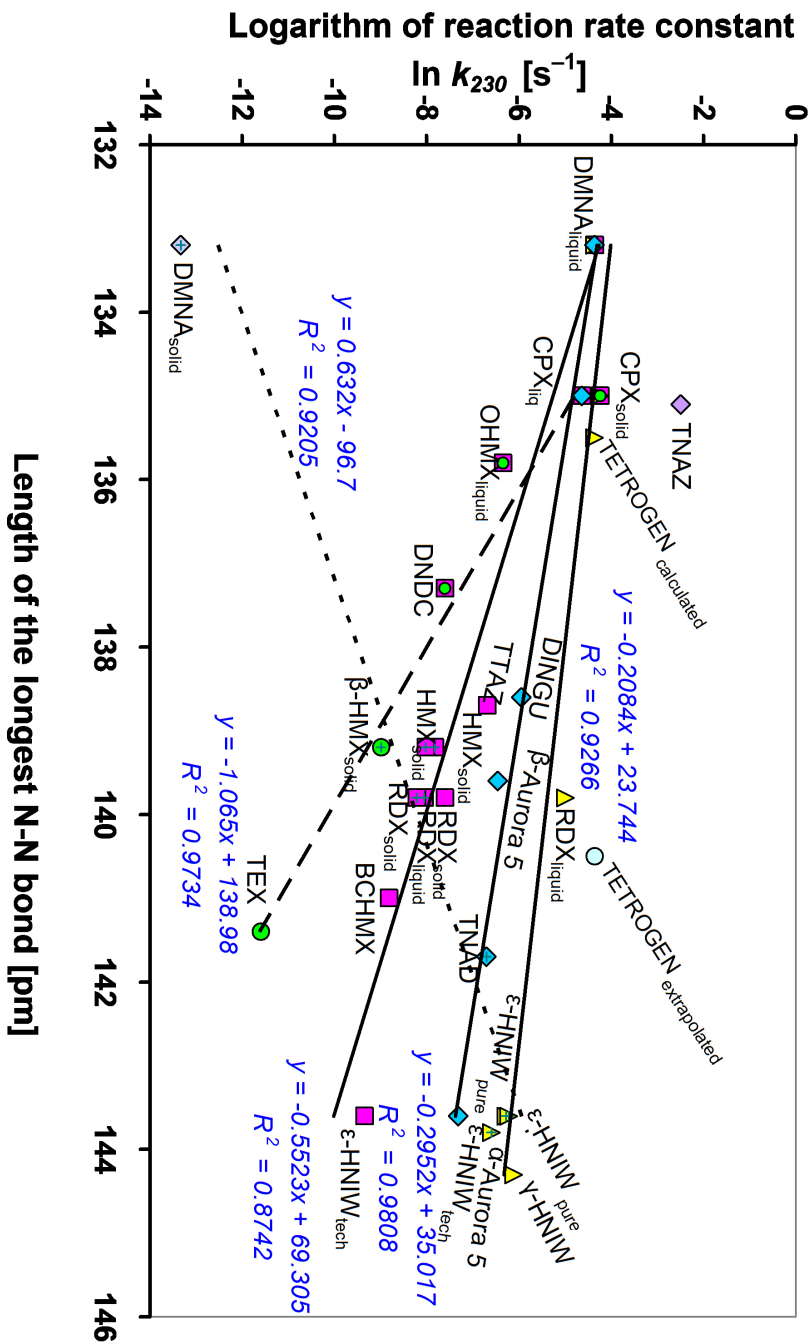 Logarithm of reaction rate constant
ln k230 [s–1]
0
-2
-4
-6
-8
-10
-12
-14
132
134
136
138
140
142
144
146
Length of the longest N-N bond [pm]
TNAZ
TETROGEN calculated
TETROGEN extrapolated
CPXsolid
CPXliq
DMNAliquid
DMNAsolid
OHMXliquid
DNDC
DINGU
TTAZ
β-Aurora 5
HMXsolid
HMXsolid
β-HMXsolid
RDXliquid
RDXsolid
RDXliquid
RDXsolid
BCHMX
TEX
TNAD
ε-HNIW pure
ε-HNIW pure
γ-HNIW
α-Aurora 5
ε-HNIW tech
ε-HNIWtech
y = -0.2084x + 23.744
R2 = 0.9266
y = 0.632x - 96.7
R2 = 0.9205
y = -1.065x + 138.98
R2 = 0.9734
y = -0.2952x + 35.017
R2 = 0.9808
y = -0.5523x + 69.305
R2 = 0.8742